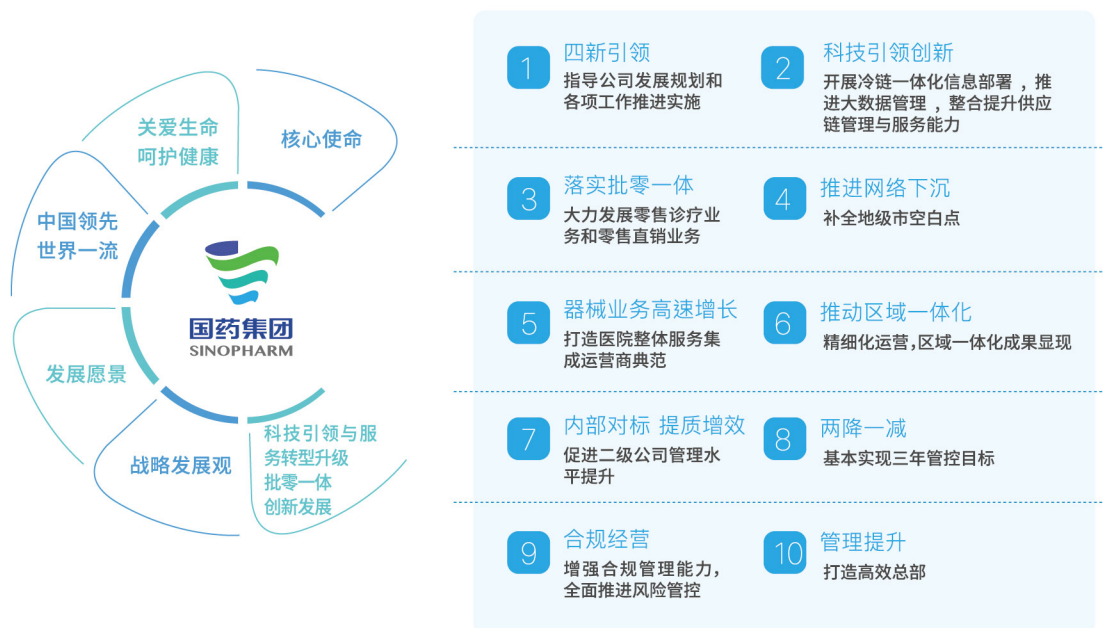 核心使命
关爱生命
呵护健康
中国领先
世界一流
发展愿景
战略发展观
科技引领与服
务转型升级
批零一体
创新发展
国药集团
SINOPHARM
1
四新引领
指导公司发展规划和
各项工作推进实施
2
科技引领创新
开展冷链一体化信息部署，推
进大数据管理，整合提升供应
链管理与服务能力
3
落实批零一体
大力发展零售诊疗业
务和零售直销业务
4
推进网络下沉
补全地级市空白点
5
器械业务高速增长
打造医院整体服务集
成运营商典范
6
推动区域一体化
精细化运营,区域一体化成果显现
7
内部对标 提质增效
促进二级公司管理水
平提升
8
两降一减
基本实现三年管控目标
9
合规经营
增强合规管理能力，
全面推进风险管控
10
管理提升
打造高效总部